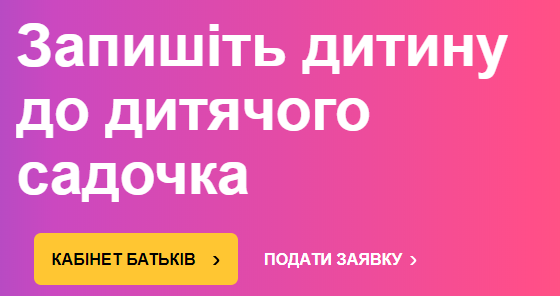 Запишіть дитину
до дитячого
садочка
КАБІНЕТ БАТЬКІВ › ПОДАТИ ЗАЯВКУ ›